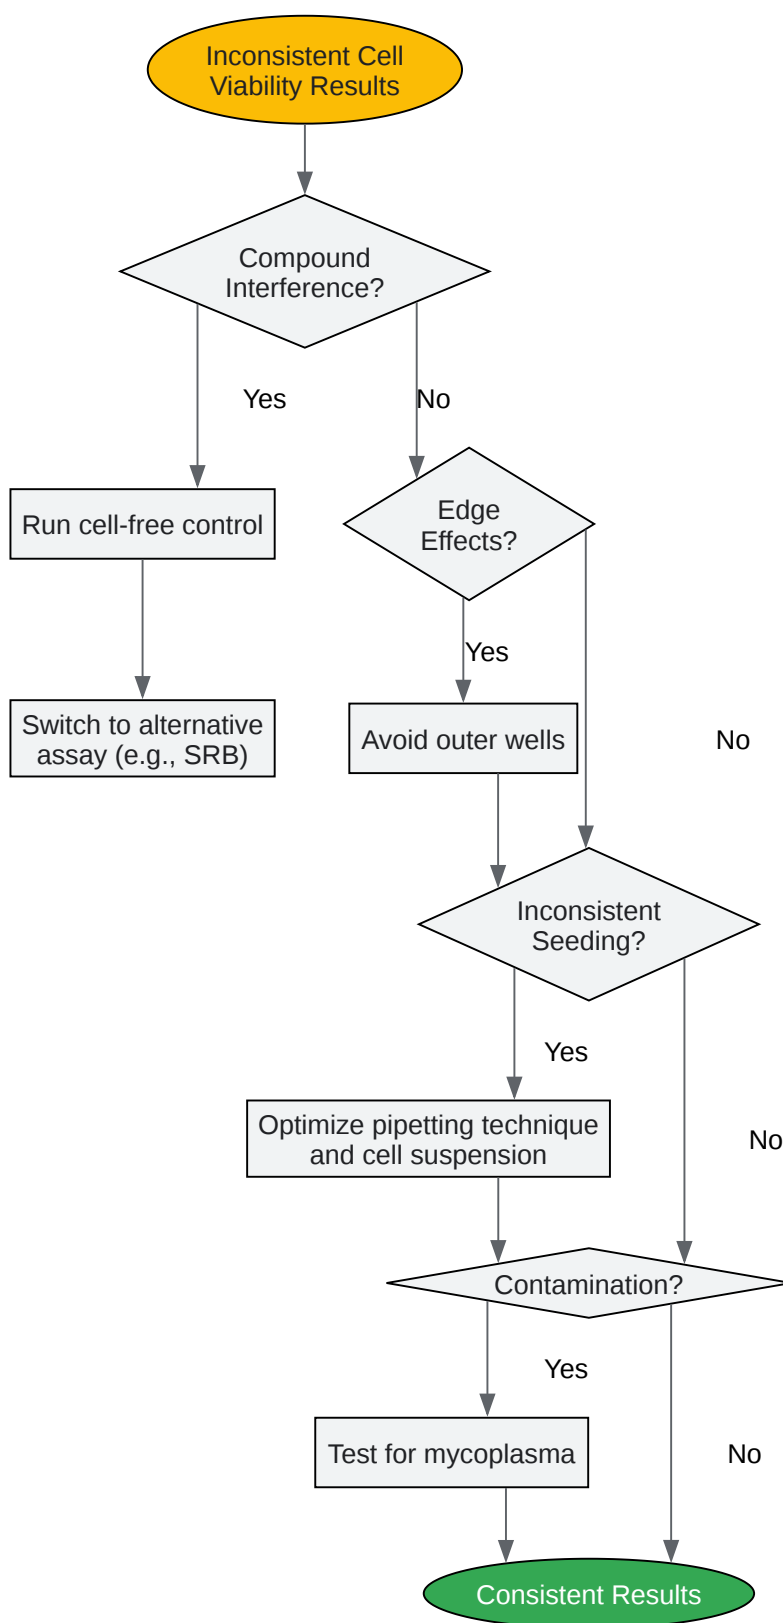 Inconsistent Cell
Viability Results
Compound
Interference?
Yes
No
Run cell-free control
Edge
Effects?
Yes
Switch to alternative
assay (e.g., SRB)
Avoid outer wells
No
Inconsistent
Seeding?
Yes
Optimize pipetting technique
and cell suspension
No
Contamination?
Yes
Test for mycoplasma
No
Consistent Results